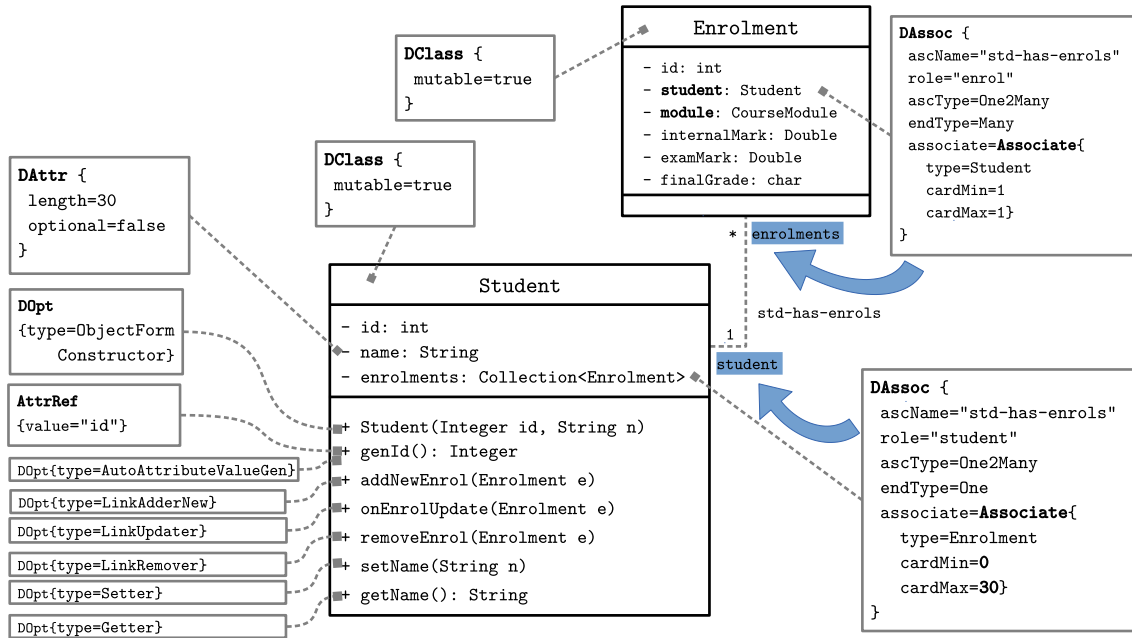 Enrolment
- id: int
- student: Student
- module: CourseModule
- internalMark: Double
- examMark: Double
- finalGrade: char
DClass {
mutable=true
}
DAssoc {
ascName="std-has-enrols"
role="enrol"
ascType=One2Many
endType=Many
associate=Associate{
type=Student
cardMin=1
cardMax=1}
}
DClass {
mutable=true
}
DAttr {
length=30
optional=false
}
* enrolments
std-has-enrols
1
student
Student
- id: int
- name: String
- enrolments: Collection<Enrolment>
+ Student(Integer id, String n)
+ genId(): Integer
+ addNewEnrol(Enrolment e)
+ onEnrolUpdate(Enrolment e)
+ removeEnrol(Enrolment e)
+ setName(String n)
+ getName(): String
DOpt
{type=ObjectForm
Constructor}
AttrRef
{value="id"}
DOpt{type=AutoAttributeValueGen}
DOpt{type=LinkAdderNew}
DOpt{type=LinkUpdater}
DOpt{type=LinkRemover}
DOpt{type=Setter}
DOpt{type=Getter}
DAssoc {
ascName="std-has-enrols"
role="student"
ascType=One2Many
endType=One
associate=Associate{
type=Enrolment
cardMin=0
cardMax=30}
}